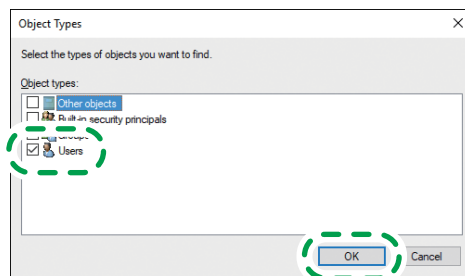 Object Types
Select the types of objects you want to find.
Object types:
Other objects
Built-in security principals
Groups
Users
OK
Cancel